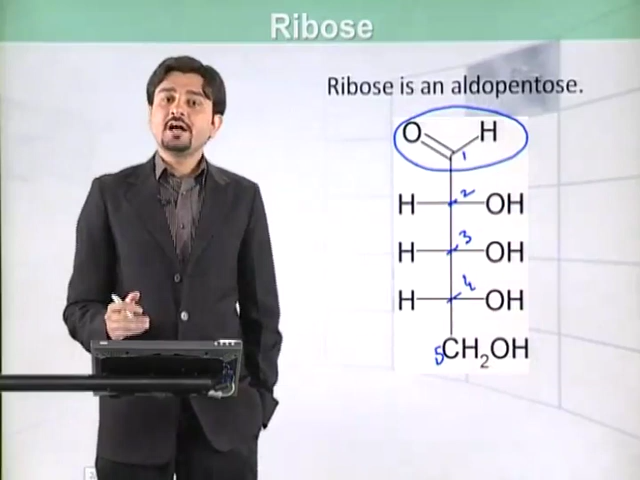 Ribose
Ribose is an aldopentose.
O H
1
2
H OH
3
H OH
4
H OH
5 CH2OH